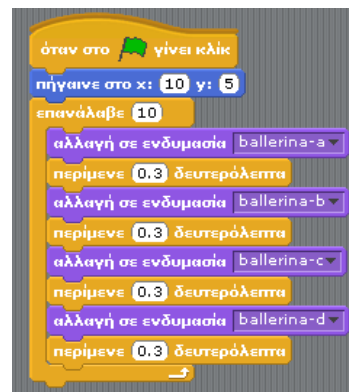 όταν στο γίνει κλικ
πήγαινε στο x: 10 y: 5
επανάλαβε 10
αλλαγή σε ενδυμασία ballerina-a
περίμενε 0.3 δευτερόλεπτα
αλλαγή σε ενδυμασία ballerina-b
περίμενε 0.3 δευτερόλεπτα
αλλαγή σε ενδυμασία ballerina-c
περίμενε 0.3 δευτερόλεπτα
αλλαγή σε ενδυμασία ballerina-d
περίμενε 0.3 δευτερόλεπτα